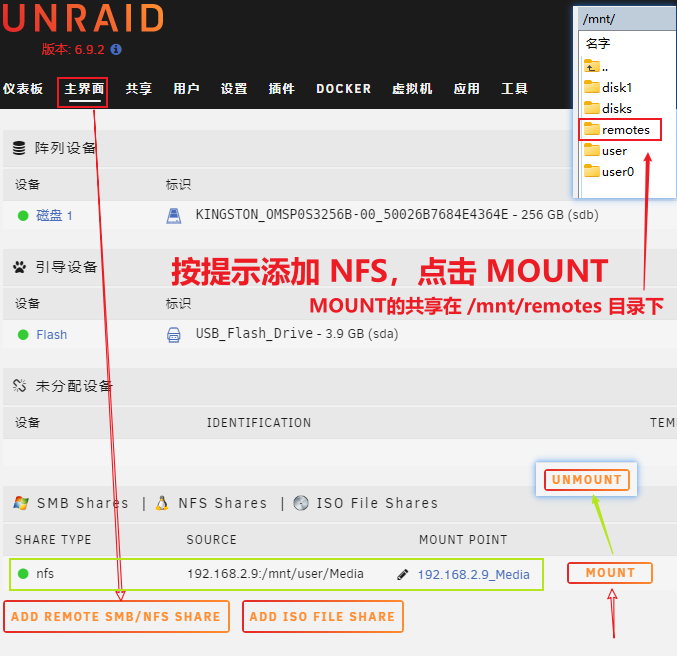 UNRAID
版本: 6.9.2
仪表板 主界面 共享 用户 设置 插件 DOCKER 虚拟机 应用 工具
/mnt/
名字
..
disk1
disks
remotes
user
user0
阵列设备
设备 标识
磁盘 1 KINGSTON_OMSP0S3256B-00_50026B7684E4364E - 256 GB (sdb)
引导设备
按提示添加 NFS，点击 MOUNT
设备 标识
MOUNT的共享在 /mnt/remotes 目录下
Flash USB_Flash_Drive - 3.9 GB (sda)
未分配设备
设备 IDENTIFICATION TEM
UNMOUNT
SMB Shares | NFS Shares | ISO File Shares
SHARE TYPE SOURCE MOUNT POINT
nfs 192.168.2.9:/mnt/user/Media 192.168.2.9_Media MOUNT
ADD REMOTE SMB/NFS SHARE ADD ISO FILE SHARE